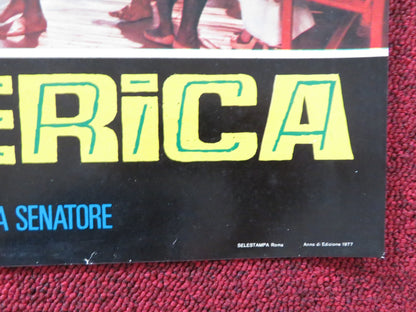 ERICA
A SENATORE
SELESTAMPA Roma Anno di Edizione 1977